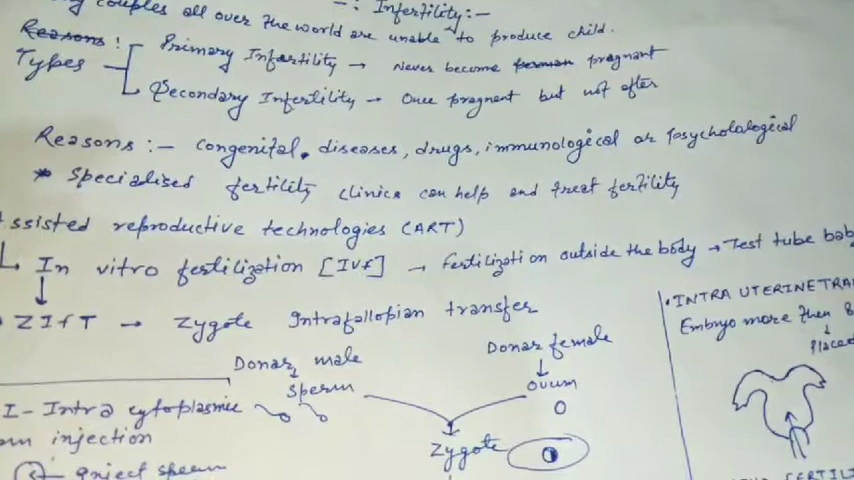 couples all over the world are unable to produce child.
-: Infertility:-
Reasons:
Types
Primary Infertility → Never become pregnant
Secondary Infertility → Once pregnant but not after
Reasons :- Congenital, diseases, drugs, immunological or Psycholalogical
* Specialised fertility clinics can help and treat fertility
Assisted reproductive technologies (ART)
In vitro fertilization [IVf] → Fertilization outside the body → Test tube bab
ZIfT → Zygote Intrafallopian transfer
Donar male
sperm
Donar female
ovum
Zygote
I- Intra cytoplasmic
injection
Inject sperm
• INTRA UTERINE TRA
Embryo more then 8
Placed
FERTILI